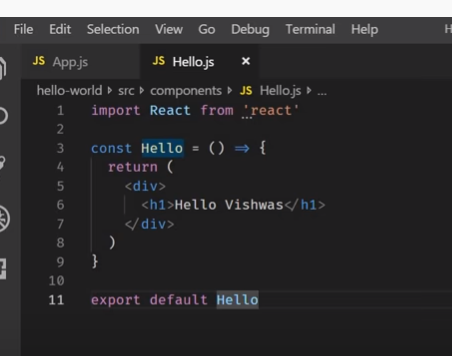 File Edit Selection View Go Debug Terminal Help H
JS App.js JS Hello.js ×
hello-world ▷ src ▷ components ▷ JS Hello.js ▷ ...
1 import React from 'react'
2
3 const Hello = () ⇒ {
4 return (
5 <div>
6 <h1>Hello Vishwas</h1>
7 </div>
8 )
9 }
10
11 export default Hello